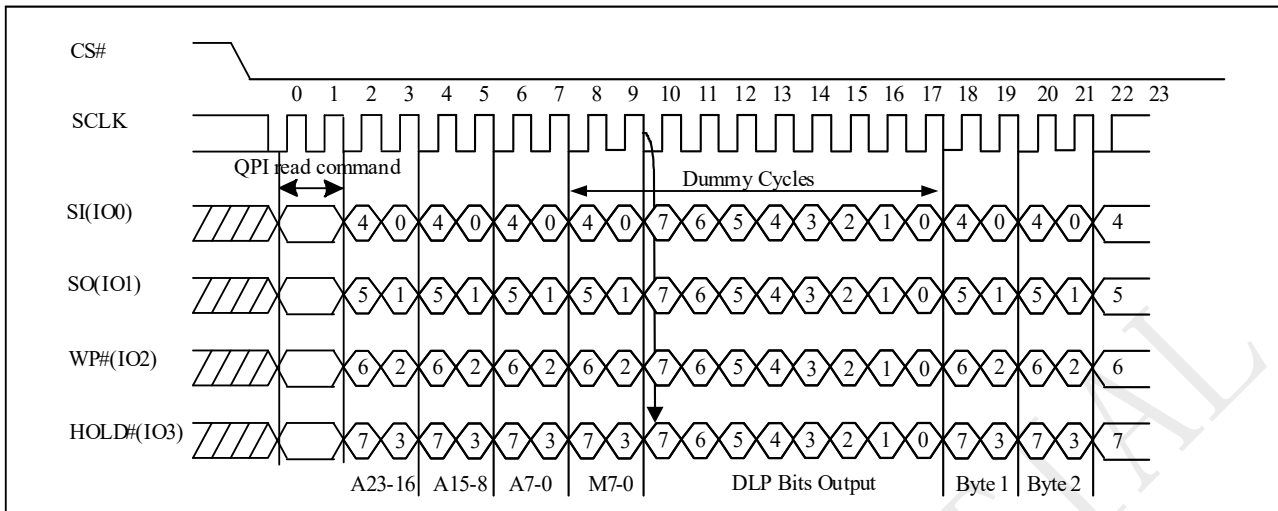 CS#
0 1 2 3 4 5 6 7 8 9 10 11 12 13 14 15 16 17 18 19 20 21 22 23
SCLK
QPI read command
Dummy Cycles
SI(IO0) 4 0 4 0 4 0 4 0 7 6 5 4 3 2 1 0 4 0 4 0 4
SO(IO1) 5 1 5 1 5 1 5 1 7 6 5 4 3 2 1 0 5 1 5 1 5
WP#(IO2) 6 2 6 2 6 2 6 2 7 6 5 4 3 2 1 0 6 2 6 2 6
HOLD#(IO3) 7 3 7 3 7 3 7 3 7 6 5 4 3 2 1 0 7 3 7 3 7
A23-16 A15-8 A7-0 M7-0 DLP Bits Output Byte 1 Byte 2
TIAL